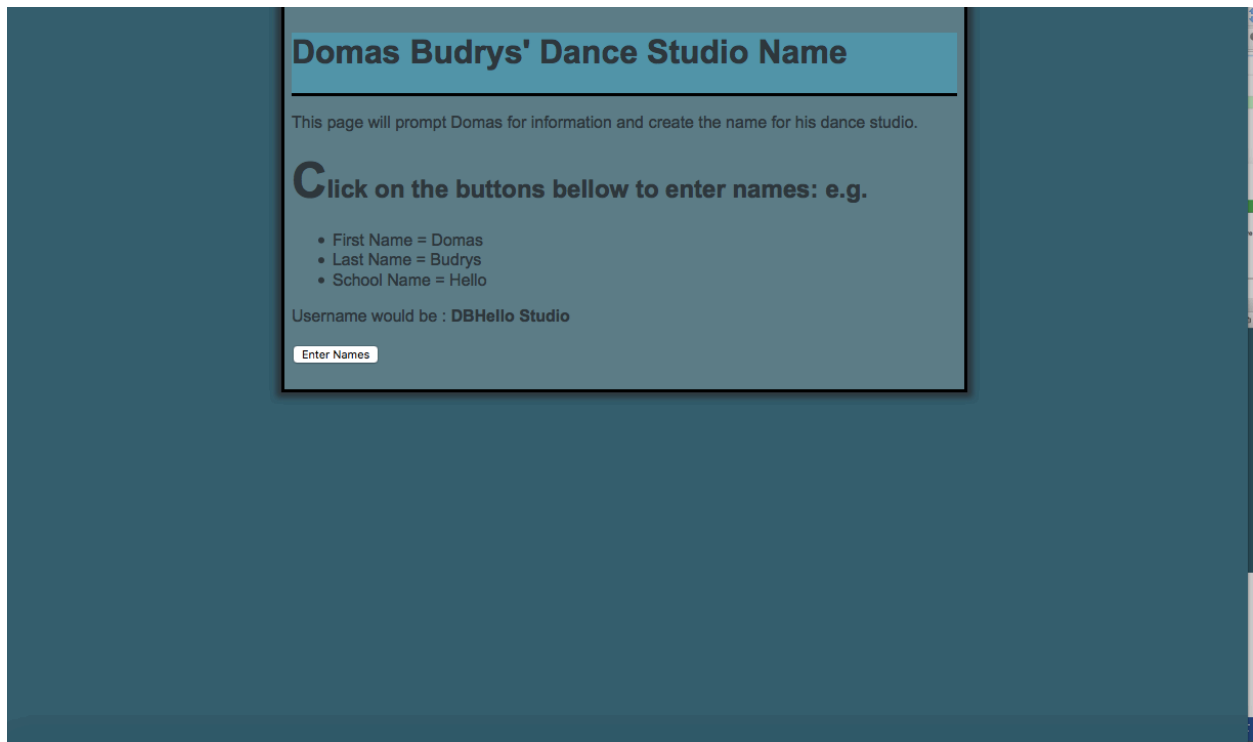 Domas Budrys' Dance Studio Name
This page will prompt Domas for information and create the name for his dance studio.
Click on the buttons bellow to enter names: e.g.
• First Name = Domas
• Last Name = Budrys
• School Name = Hello
Username would be : DBHello Studio
Enter Names